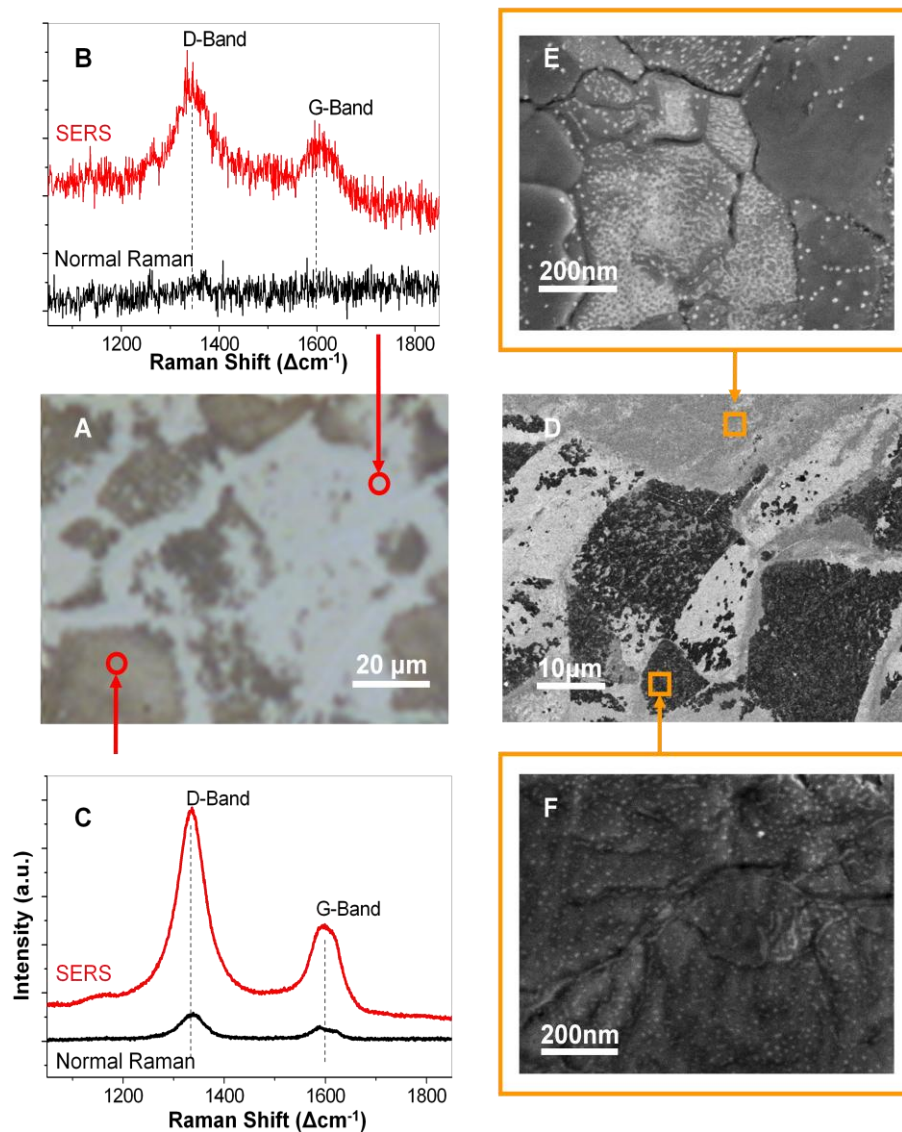 B
D-Band
G-Band
SERS
Normal Raman
1200 1400 1600 1800
Raman Shift (Δcm⁻¹)
E
200nm
A
20 µm
D
10µm
C
D-Band
G-Band
Intensity (a.u.)
SERS
Normal Raman
1200 1400 1600 1800
Raman Shift (Δcm⁻¹)
F
200nm